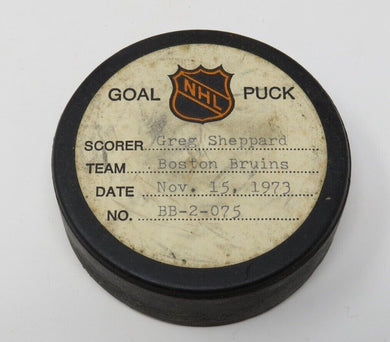 GOAL NHL PUCK
SCORER Greg Sheppard
TEAM Boston Bruins
DATE Nov. 15, 1973
NO. BB-2-075